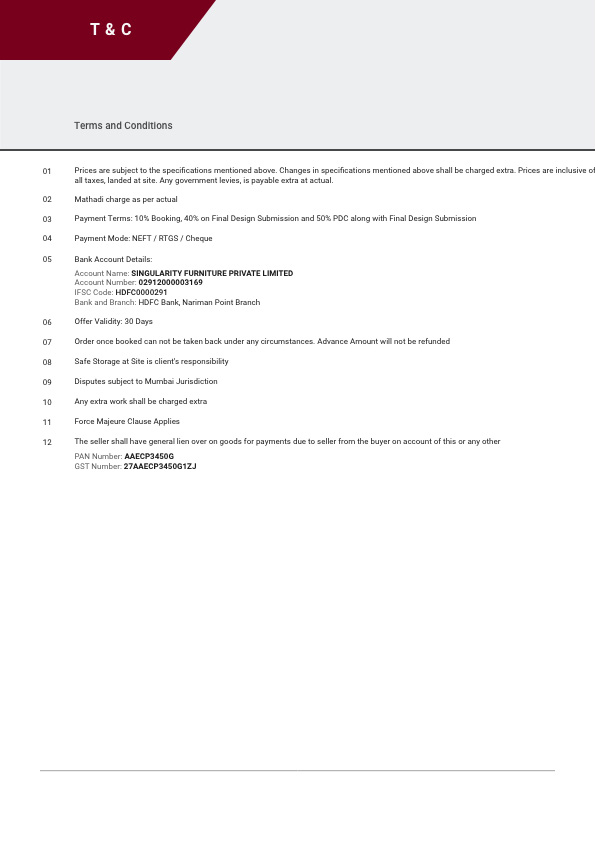 T & C
Terms and Conditions
01 Prices are subject to the specifications mentioned above. Changes in specifications mentioned above shall be charged extra. Prices are inclusive of
all taxes, landed at site. Any government levies, is payable extra at actual.
02 Mathadi charge as per actual
03 Payment Terms: 10% Booking, 40% on Final Design Submission and 50% PDC along with Final Design Submission
04 Payment Mode: NEFT / RTGS / Cheque
05 Bank Account Details:
Account Name: SINGULARITY FURNITURE PRIVATE LIMITED
Account Number: 02912000003169
IFSC Code: HDFC0000291
Bank and Branch: HDFC Bank, Nariman Point Branch
06 Offer Validity: 30 Days
07 Order once booked can not be taken back under any circumstances. Advance Amount will not be refunded
08 Safe Storage at Site is client's responsibility
09 Disputes subject to Mumbai Jurisdiction
10 Any extra work shall be charged extra
11 Force Majeure Clause Applies
12 The seller shall have general lien over on goods for payments due to seller from the buyer on account of this or any other
PAN Number: AAECP3450G
GST Number: 27AAECP3450G1ZJ